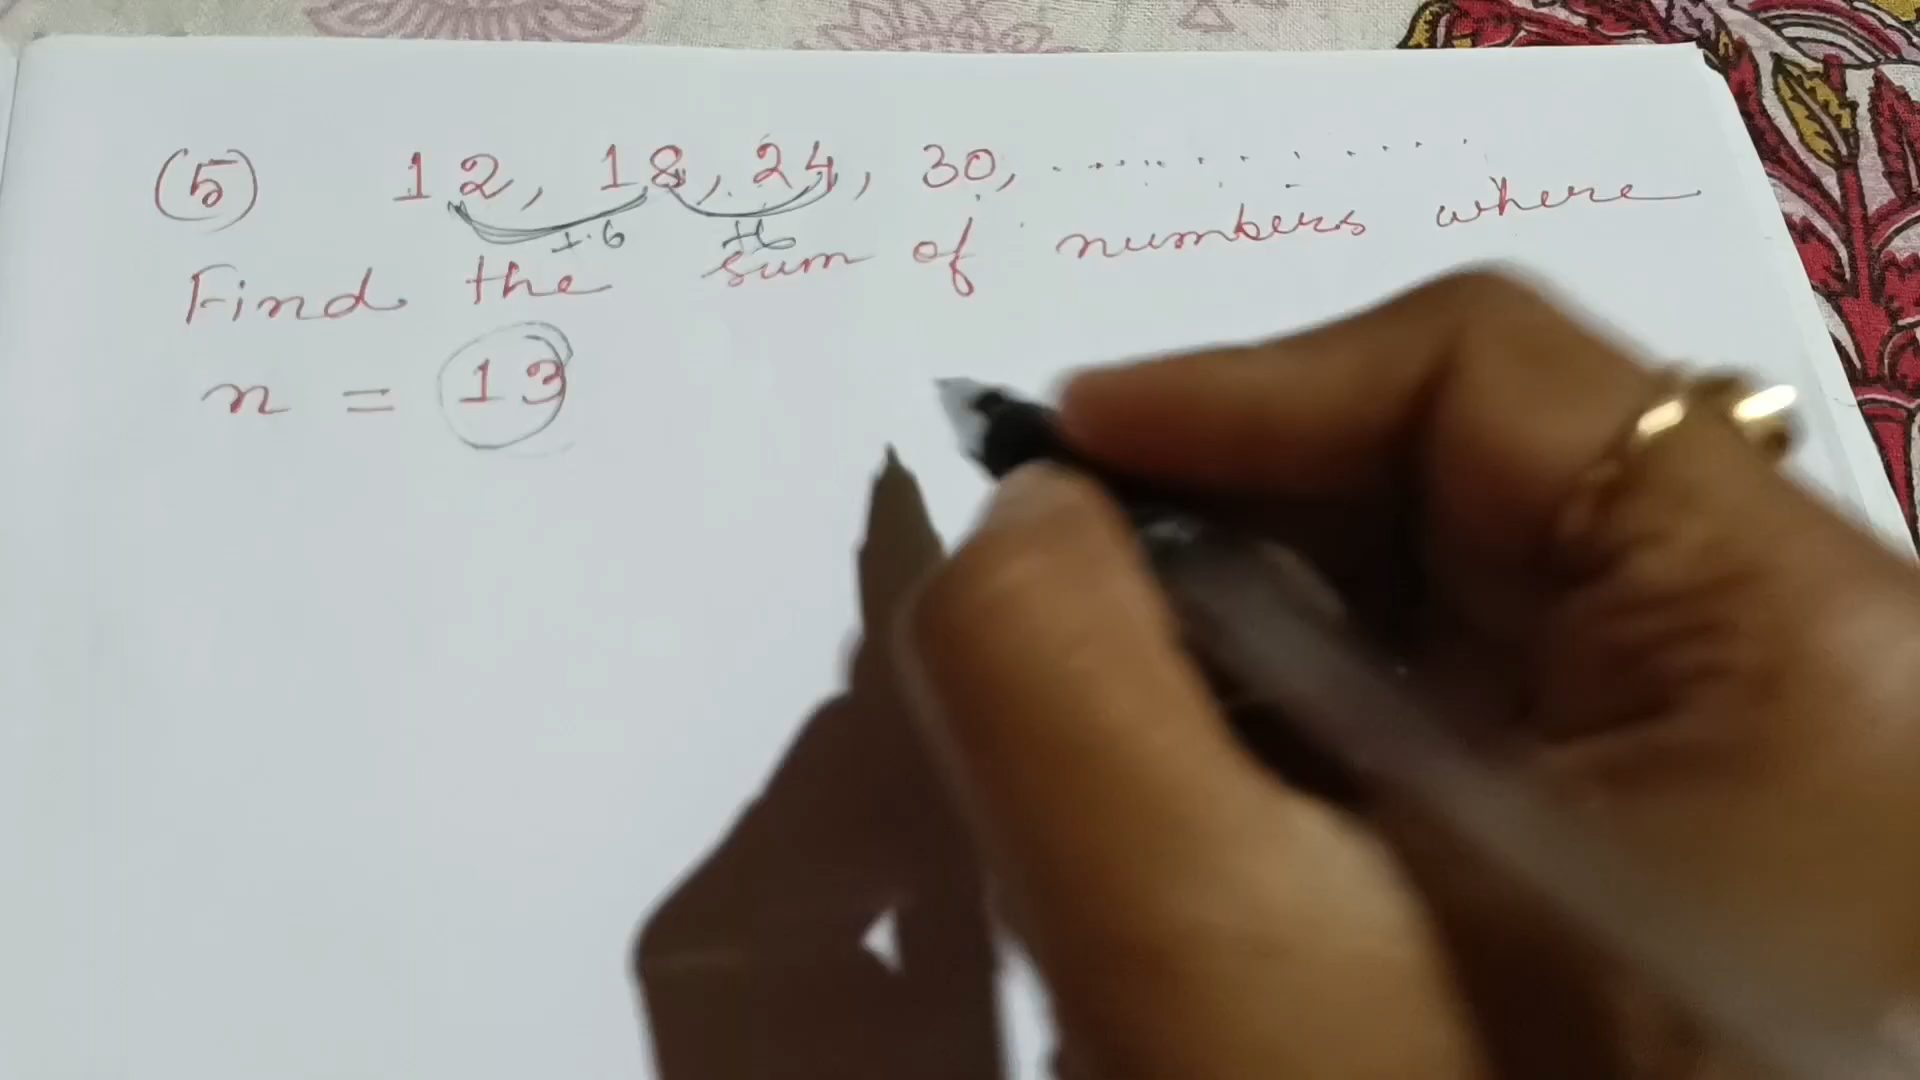 (5) 12, 18, 24, 30, ..............
+6 +6
Find the sum of numbers where
n = 13